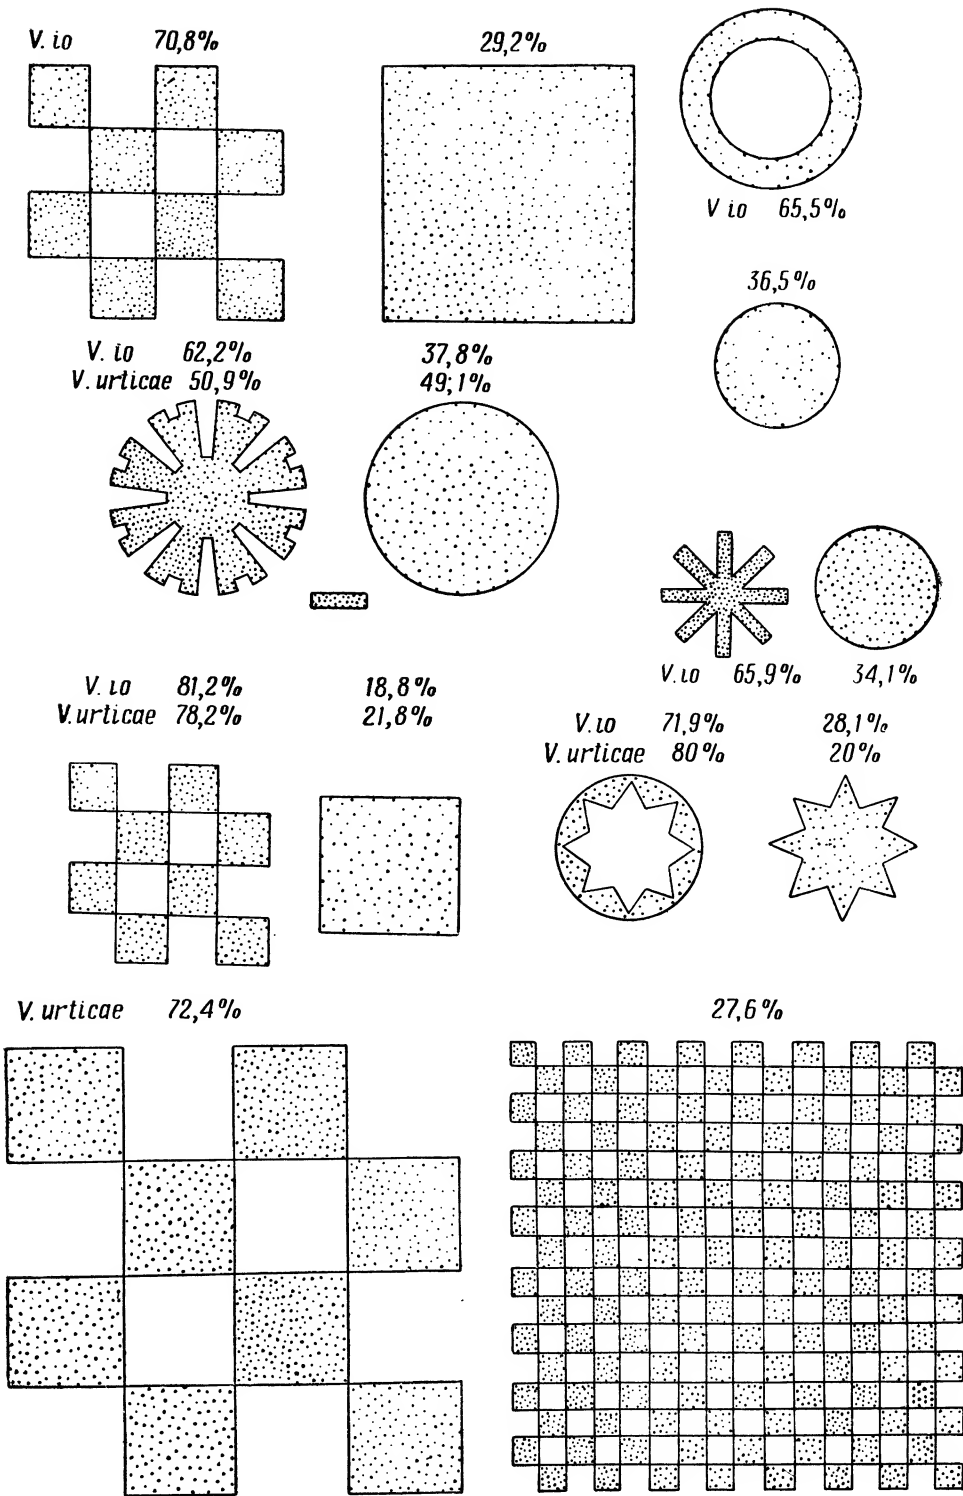 V. io 70,8%
29,2%
V io 65,5%
36,5%
V. io 62,2%
V. urticae 50,9%
37,8%
49,1%
V. io 65,9%
34,1%
V. io 81,2%
V. urticae 78,2%
18,8%
21,8%
V. io 71,9%
V. urticae 80%
28,1%
20%
V. urticae 72,4%
27,6%